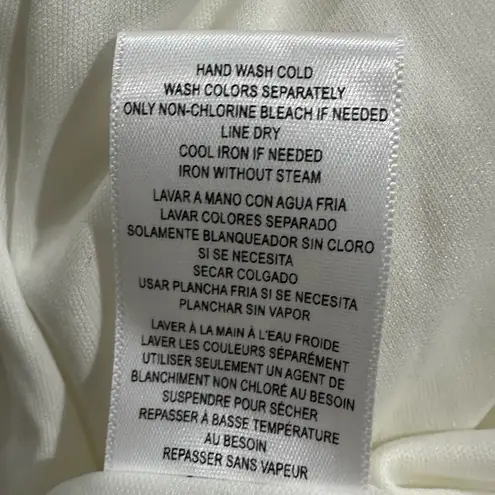 HAND WASH COLD
WASH COLORS SEPARATELY
ONLY NON-CHLORINE BLEACH IF NEEDED
LINE DRY
COOL IRON IF NEEDED
IRON WITHOUT STEAM
LAVAR A MANO CON AGUA FRIA
LAVAR COLORES SEPARADO
SOLAMENTE BLANQUEADOR SIN CLORO
SI SE NECESITA
SECAR COLGADO
USAR PLANCHA FRIA SI SE NECESITA
PLANCHAR SIN VAPOR
LAVER À LA MAIN À L'EAU FROIDE
LAVER LES COULEURS SÉPARÉMENT
UTILISER SEULEMENT UN AGENT DE
BLANCHIMENT NON CHLORÉ AU BESOIN
SUSPENDRE POUR SÉCHER
REPASSER À BASSE TEMPÉRATURE
AU BESOIN
REPASSER SANS VAPEUR